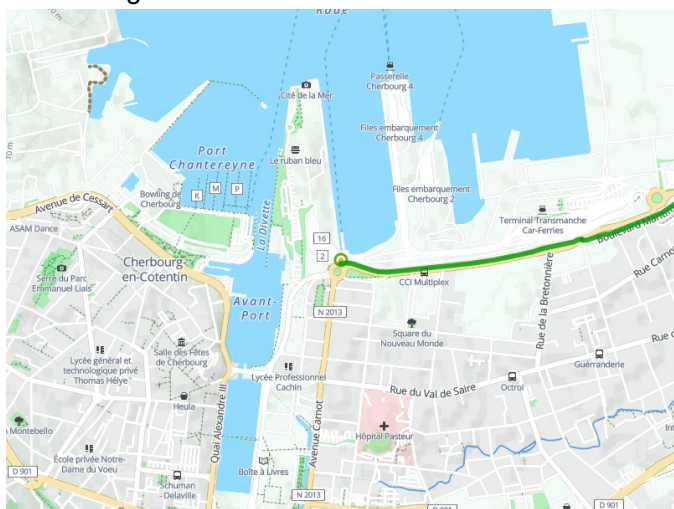 Rade
Passerelle
Cherbourg 4
Cité de la Mer
Files embarquement
Cherbourg 4
Port
Chantereyne
Le ruban bleu
Bowling de
Cherbourg
K
M
P
Files embarquement
Cherbourg 2
Avenue de Cessart
La Divette
Terminal Transmanche
Car-Ferries
ASAM Dance
16
2
Boulevard Maritim
Cherbourg-
en-Cotentin
Serre du Parc
Emmanuel Liais
CCI Multiplex
Rue Carnot
Avant-
Port
N 2013
Rue de la Bretonnière
Square du
Nouveau Monde
Salle des Fêtes
de Cherbourg
Lycée général et
technologique privé
Thomas Hélye
Lycée Professionnel
Cachin
Guéranderie
Rue du Val de Saire
Octroi
Heula
Quai Alexandre III
Avenue Carnot
Montebello
Hôpital Pasteur
École privée Notre-
Dame du Voeu
Boîte à Livres
D 901
Schuman
- Delaville
N 2013
D 901
D 901